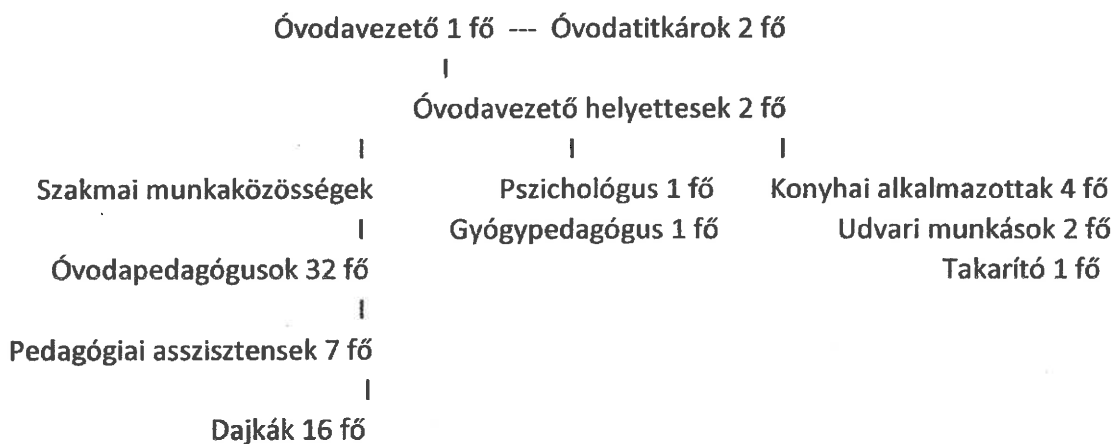 Óvodavezető 1 fő --- Óvodatitkárok 2 fő
Óvodavezető helyettesek 2 fő
Szakmai munkaközösségek Pszichológus 1 fő Konyhai alkalmazottak 4 fő
Gyógypedagógus 1 fő Udvari munkások 2 fő
Óvodapedagógusok 32 fő Takarító 1 fő
Pedagógiai asszisztensek 7 fő
Dajkák 16 fő